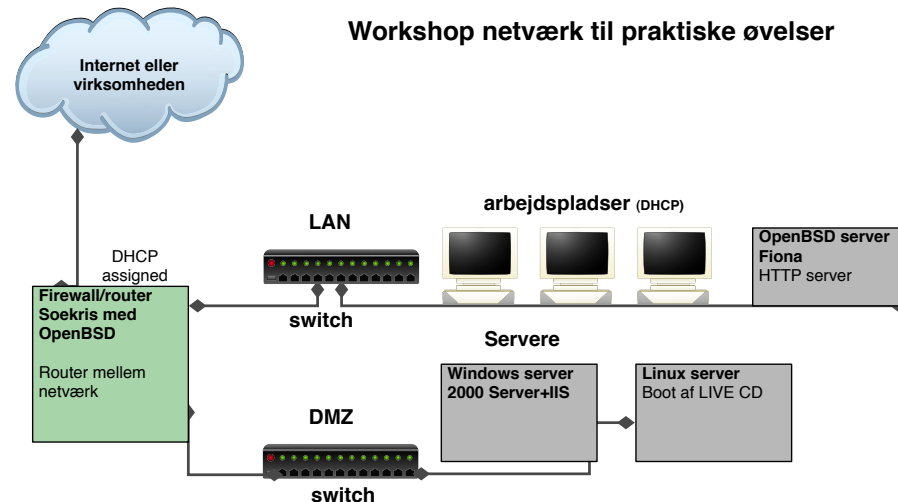 Workshop netværk til praktiske øvelser
Internet eller
virksomheden
arbejdspladser (DHCP)
LAN
OpenBSD server
Fiona
HTTP server
DHCP
assigned
Firewall/router
Soekris med
OpenBSD
Router mellem
netværk
switch
Servere
Windows server
2000 Server+IIS
Linux server
Boot af LIVE CD
DMZ
switch